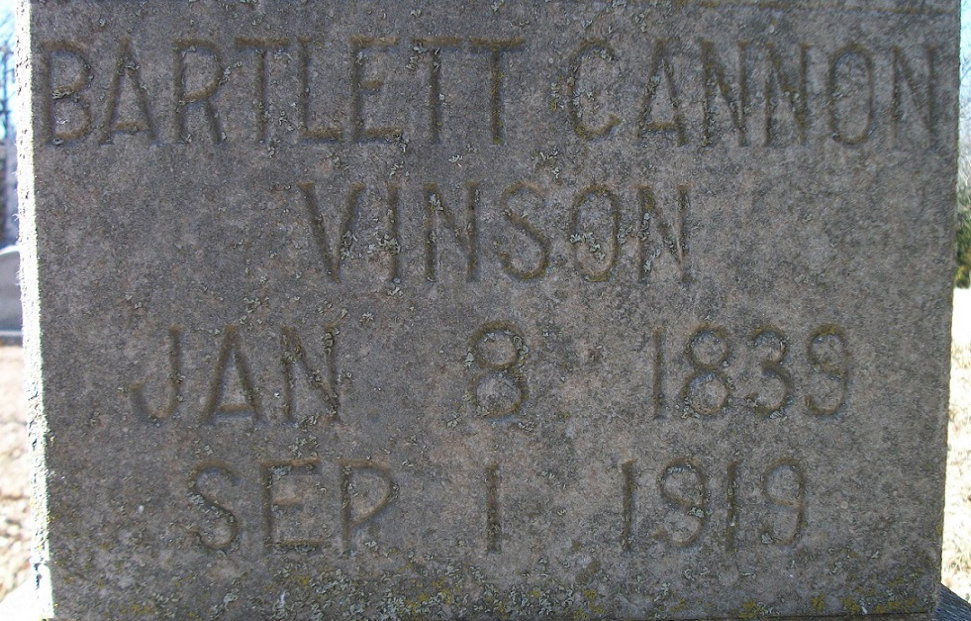 BARTLETT CANNON
VINSON
JAN 8 1839
SEP 1 1919